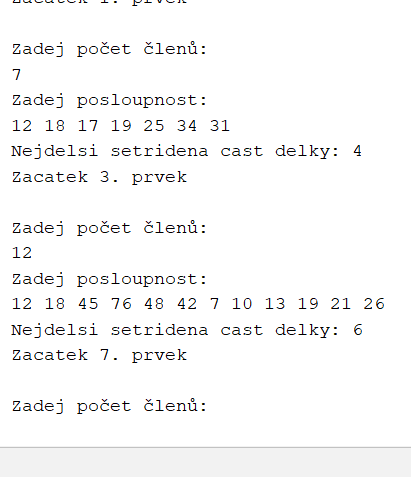 Zacatek 1. prvek
Zadej počet členů:
7
Zadej posloupnost:
12 18 17 19 25 34 31
Nejdelsi setridena cast delky: 4
Zacatek 3. prvek
Zadej počet členů:
12
Zadej posloupnost:
12 18 45 76 48 42 7 10 13 19 21 26
Nejdelsi setridena cast delky: 6
Zacatek 7. prvek
Zadej počet členů: